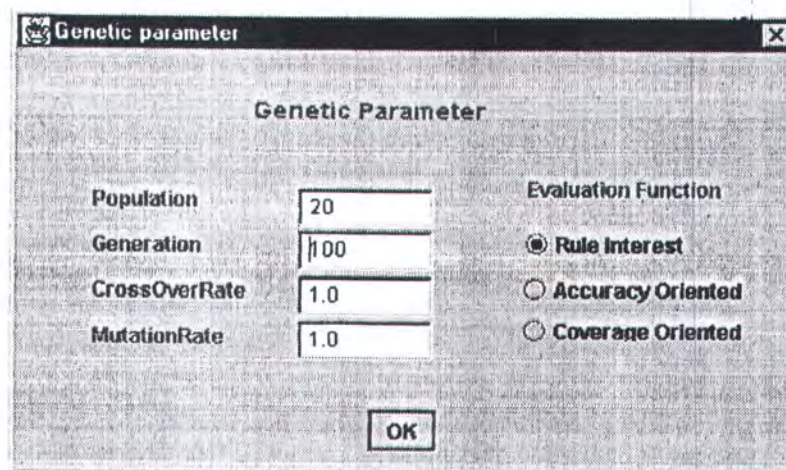 Genetic parameter
Genetic Parameter
Population 20
Generation 100
CrossOverRate 1.0
MutationRate 1.0
Evaluation Function
Rule Interest
Accuracy Oriented
Coverage Oriented
OK